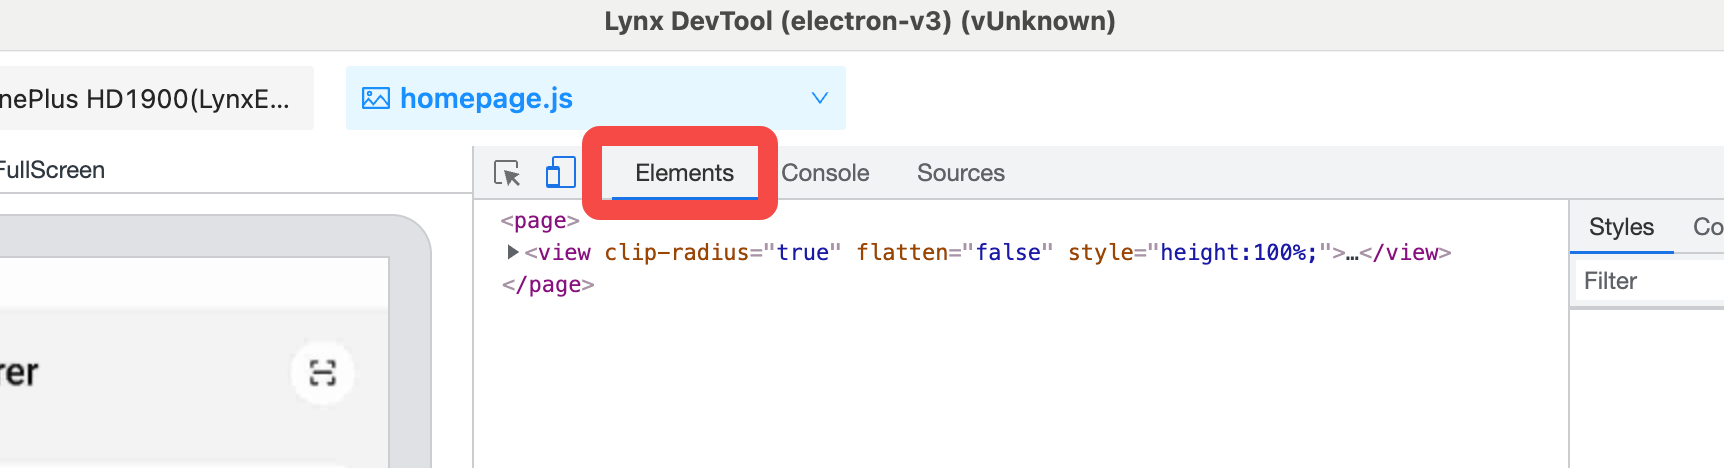 Lynx DevTool (electron-v3) (vUnknown)
nePlus HD1900(LynxE...
homepage.js
FullScreen
Elements
Console
Sources
<page>
<view clip-radius="true" flatten="false" style="height:100%;">…</view>
</page>
Styles
Co
Filter
rer